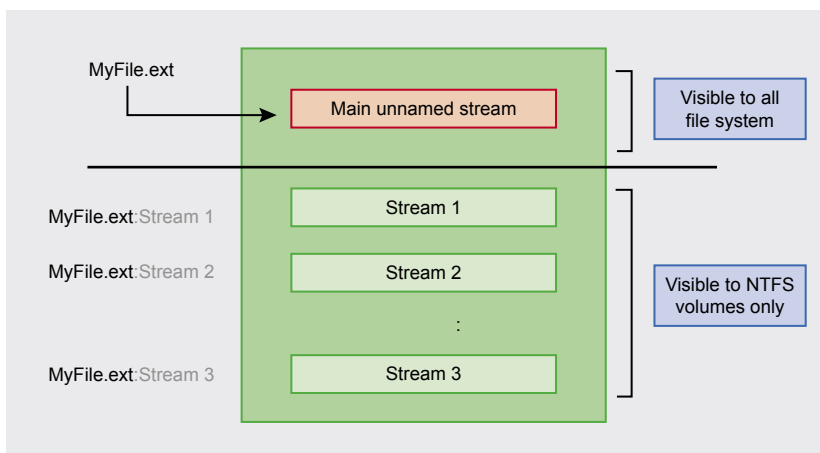 MyFile.ext
Main unnamed stream
Visible to all
file system
MyFile.ext:Stream 1
Stream 1
MyFile.ext:Stream 2
Stream 2
Visible to NTFS
volumes only
:
MyFile.ext:Stream 3
Stream 3